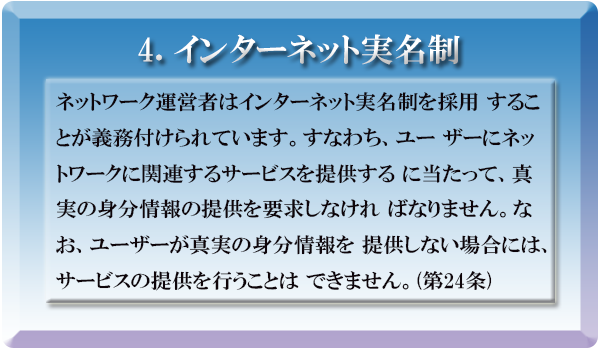 4. インターネット実名制
ネットワーク運営者はインターネット実名制を採用 するこ
とが義務付けられています。すなわち、ユー ザーにネッ
トワークに関連するサービスを提供する に当たって、真
実の身分情報の提供を要求しなけれ ばなりません。な
お、ユーザーが真実の身分情報を 提供しない場合には、
サービスの提供を行うことは できません。(第24条)